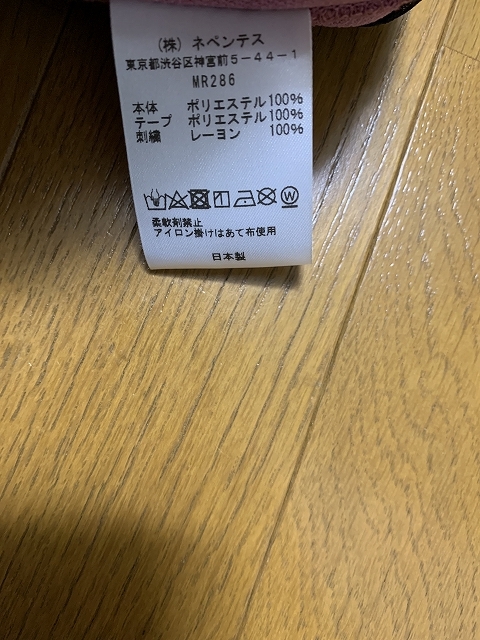 (株) ネペンテス
東京都渋谷区神宮前5-44-1
MR286
本体 ポリエステル100%
テープ ポリエステル100%
刺繍 レーヨン 100%
W
柔軟剤禁止
アイロン掛けはあて布使用
日本製